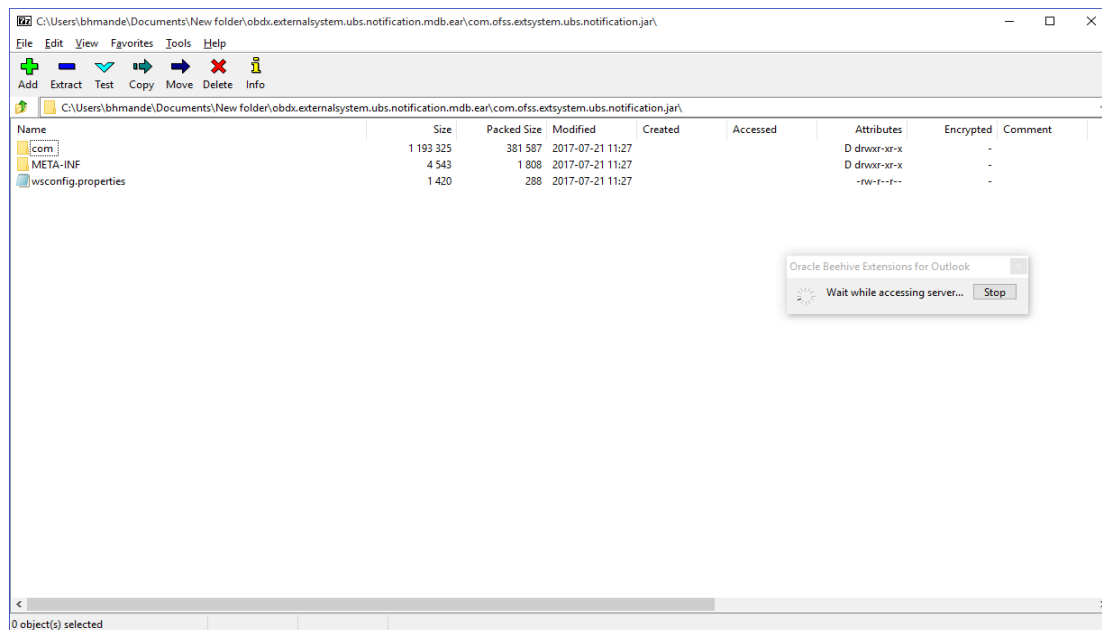 C:\Users\bhmande\Documents\New folder\obdx.externalsystem.ubs.notification.mdb.ear\com.ofss.extsystem.ubs.notification.jar\
File Edit View Favorites Tools Help
Add Extract Test Copy Move Delete Info
C:\Users\bhmande\Documents\New folder\obdx.externalsystem.ubs.notification.mdb.ear\com.ofss.extsystem.ubs.notification.jar\
Name Size Packed Size Modified Created Accessed Attributes Encrypted Comment
com 1 193 325 381 587 2017-07-21 11:27 D drwxr-xr-x -
META-INF 4 543 1 808 2017-07-21 11:27 D drwxr-xr-x -
wsconfig.properties 1 420 288 2017-07-21 11:27 -rw-r--r-- -
Oracle Beehive Extensions for Outlook
Wait while accessing server... Stop
0 object(s) selected